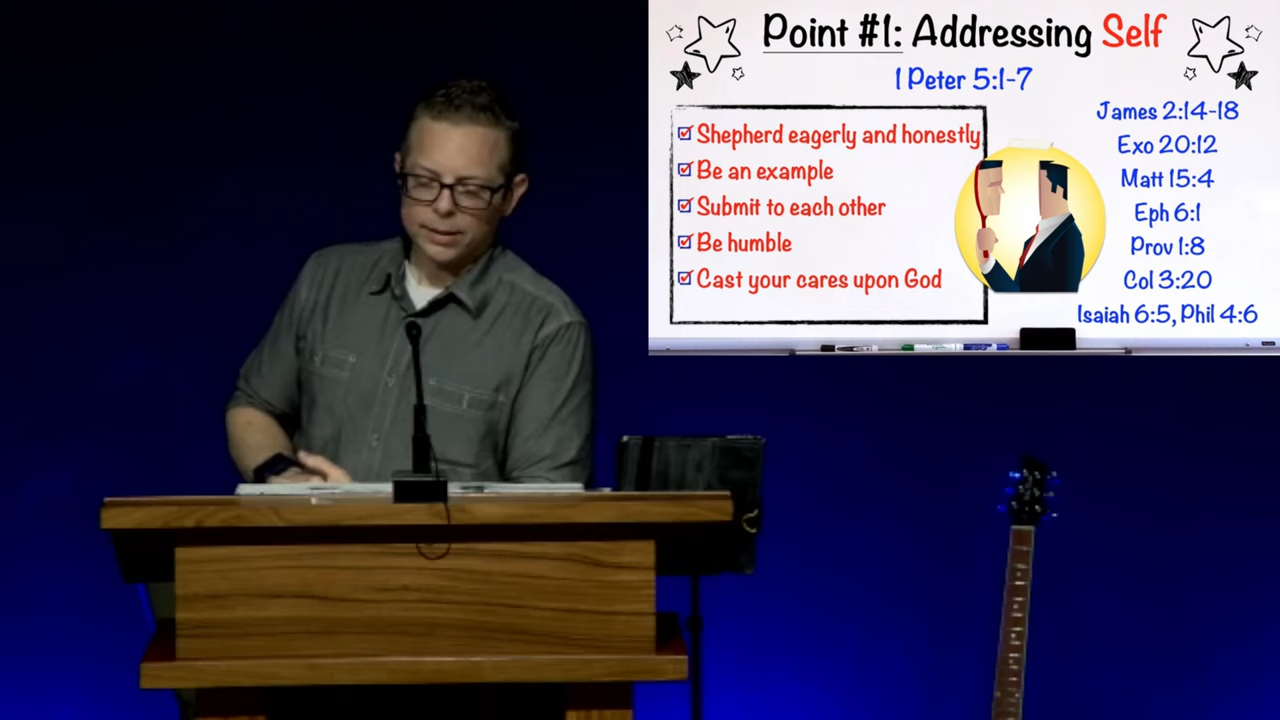 Point #1: Addressing Self
1 Peter 5:1-7
Shepherd eagerly and honestly
Be an example
Submit to each other
Be humble
Cast your cares upon God
James 2:14-18
Exo 20:12
Matt 15:4
Eph 6:1
Prov 1:8
Col 3:20
Isaiah 6:5, Phil 4:6